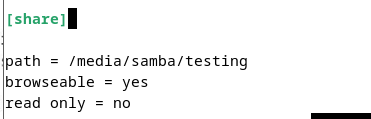 [share]
path = /media/samba/testing
browseable = yes
read only = no